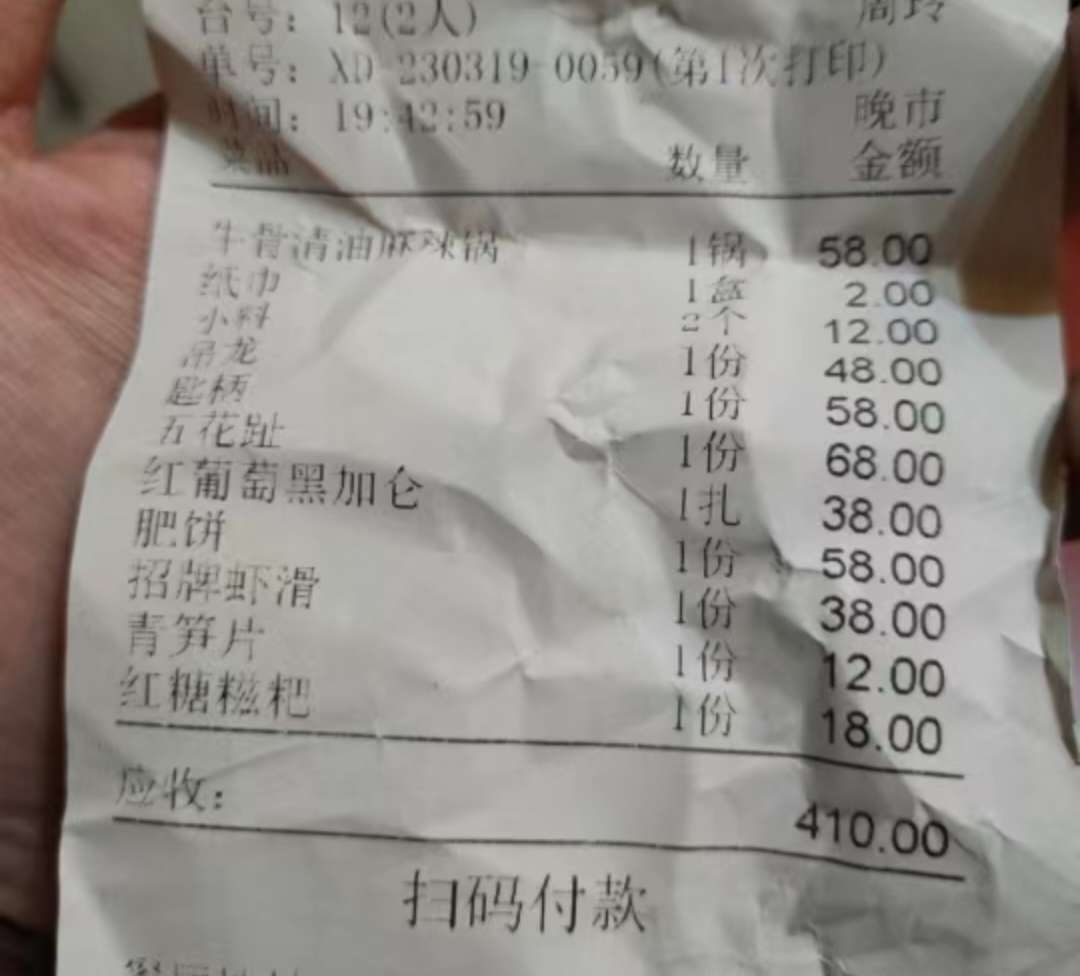 台号: 12(2人) 周玲
单号: XD-230319-0059(第1次打印)
时间: 19:42:59 晚市
菜品 数量 金额
牛骨清油麻辣锅 1锅 58.00
纸巾 1盒 2.00
小料 2个 12.00
吊龙 1份 48.00
匙柄 1份 58.00
五花趾 1份 68.00
红葡萄黑加仑 1扎 38.00
肥饼 1份 58.00
招牌虾滑 1份 38.00
青笋片 1份 12.00
红糖糍粑 1份 18.00
应收: 410.00
扫码付款